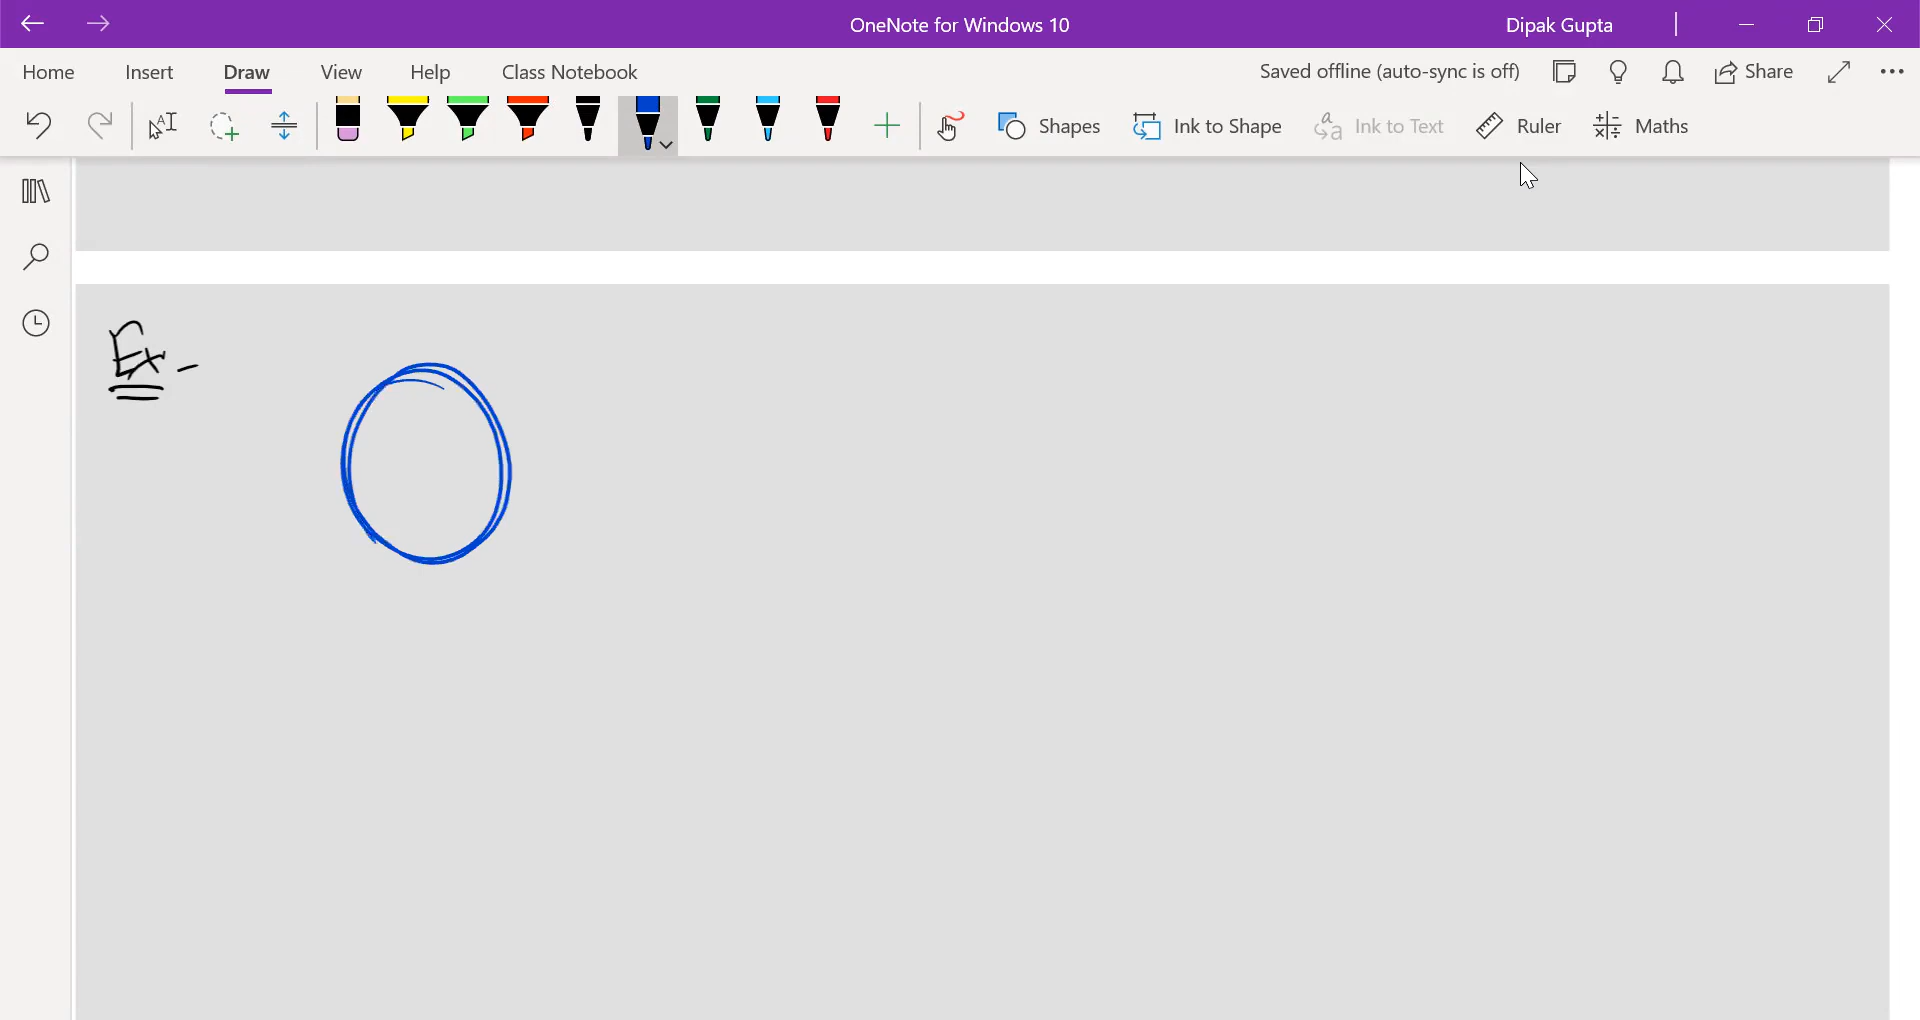 OneNote for Windows 10
Dipak Gupta
Home Insert Draw View Help Class Notebook
Saved offline (auto-sync is off) Share
Shapes Ink to Shape Ink to Text Ruler Maths
Ex -